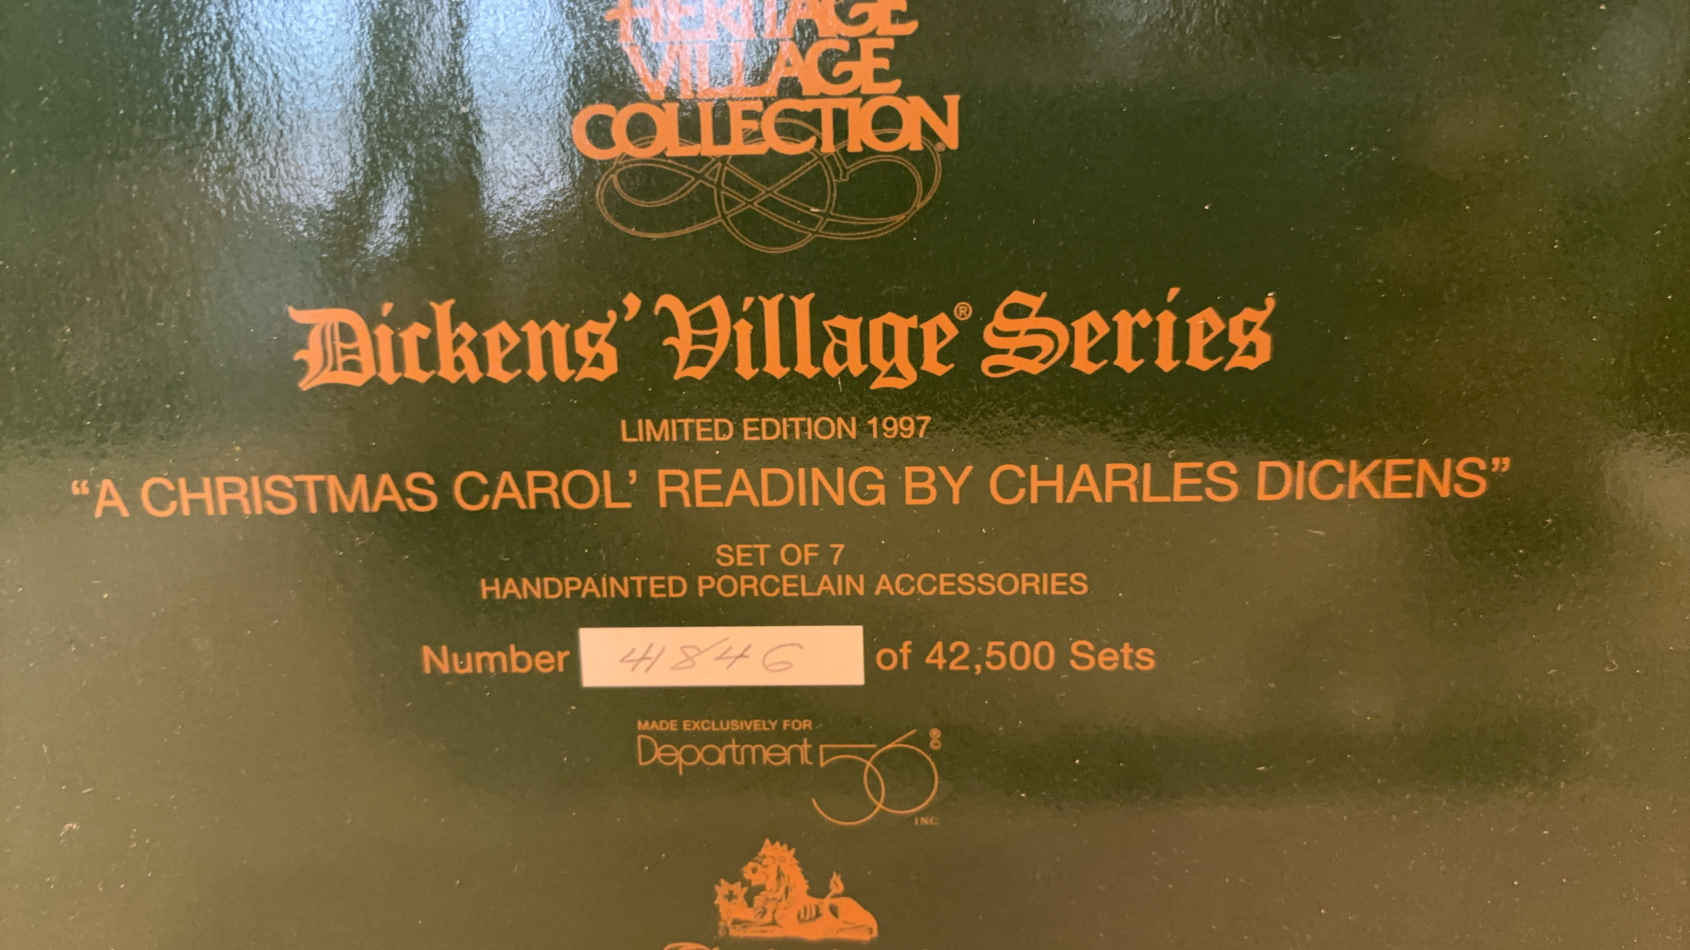 HERITAGE
VILLAGE
COLLECTION®
Dickens' Village® Series
LIMITED EDITION 1997
“A CHRISTMAS CAROL’ READING BY CHARLES DICKENS”
SET OF 7
HANDPAINTED PORCELAIN ACCESSORIES
Number 41846 of 42,500 Sets
MADE EXCLUSIVELY FOR
Department 56®
INC.